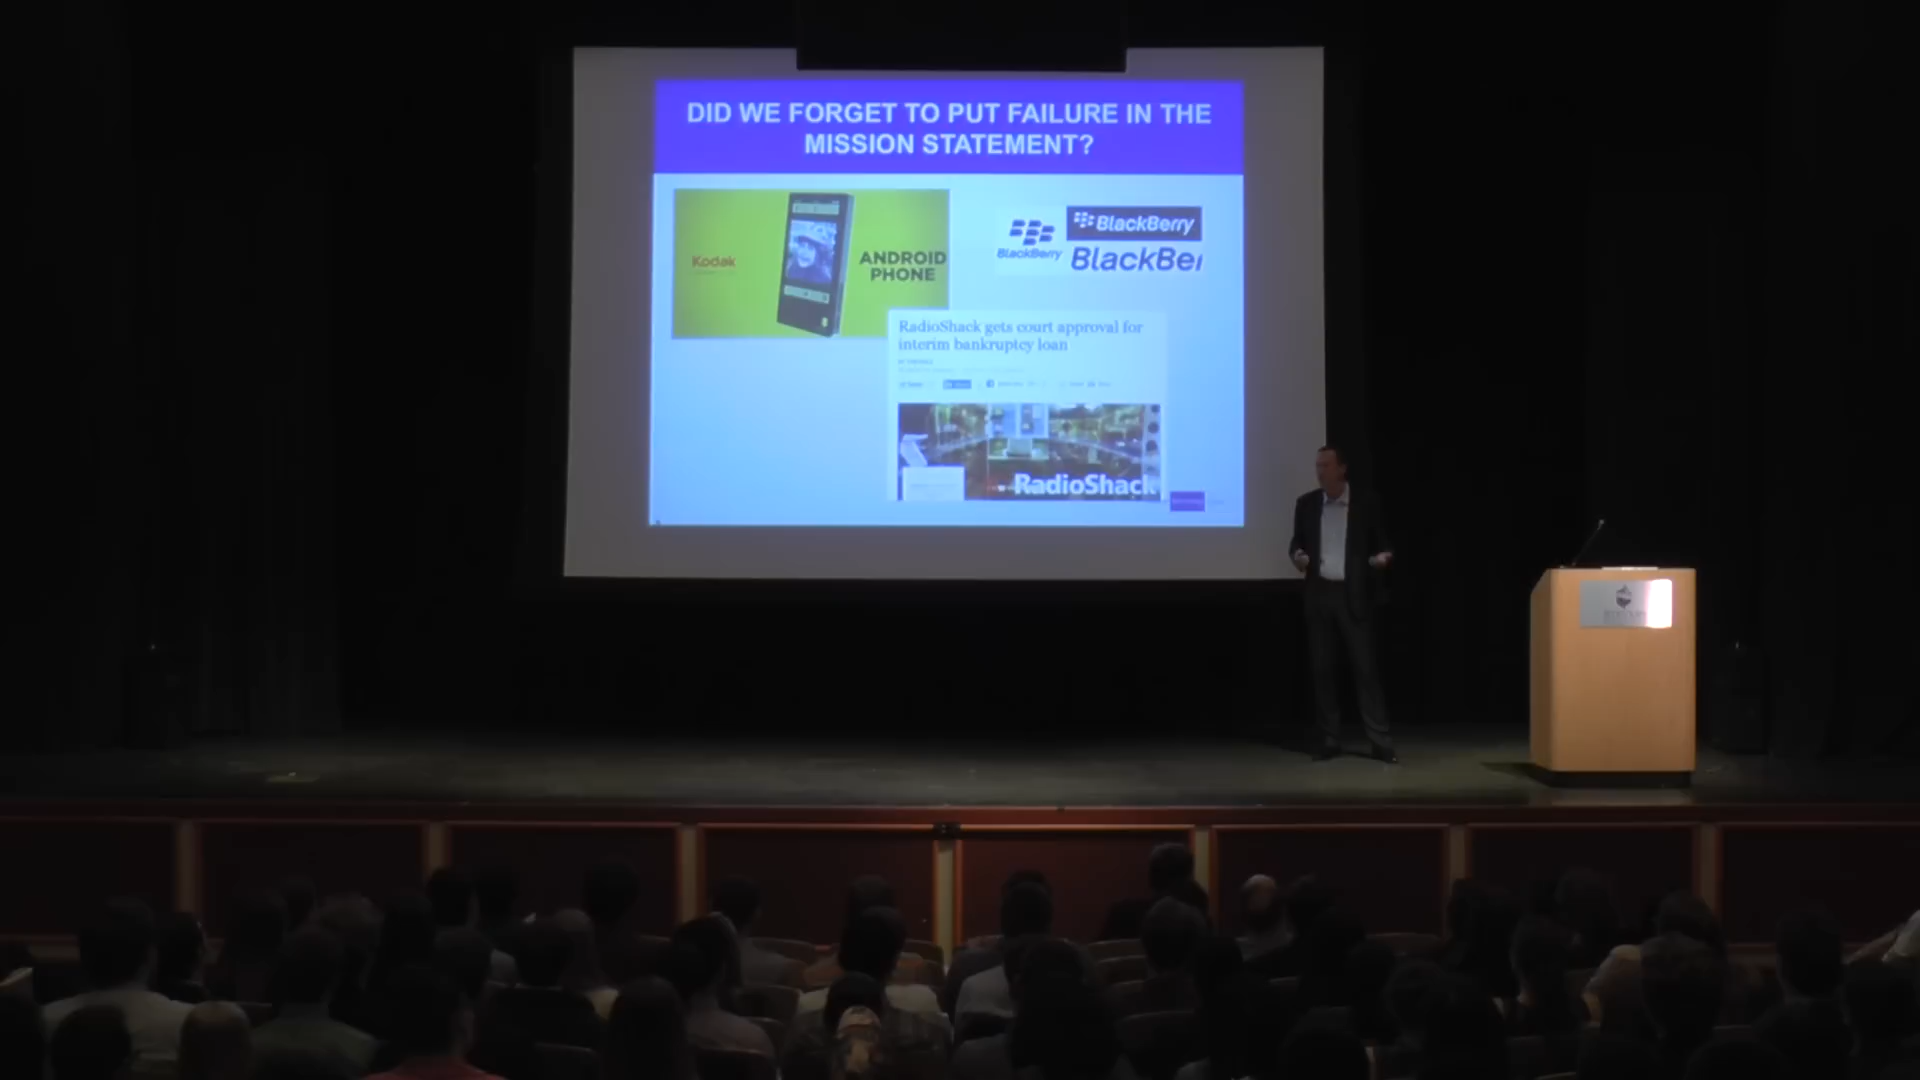 DID WE FORGET TO PUT FAILURE IN THE
MISSION STATEMENT?
Kodak
ANDROID
PHONE
BlackBerry
BlackBerry
BlackBer
RadioShack gets court approval for
interim bankruptcy loan
RadioShack